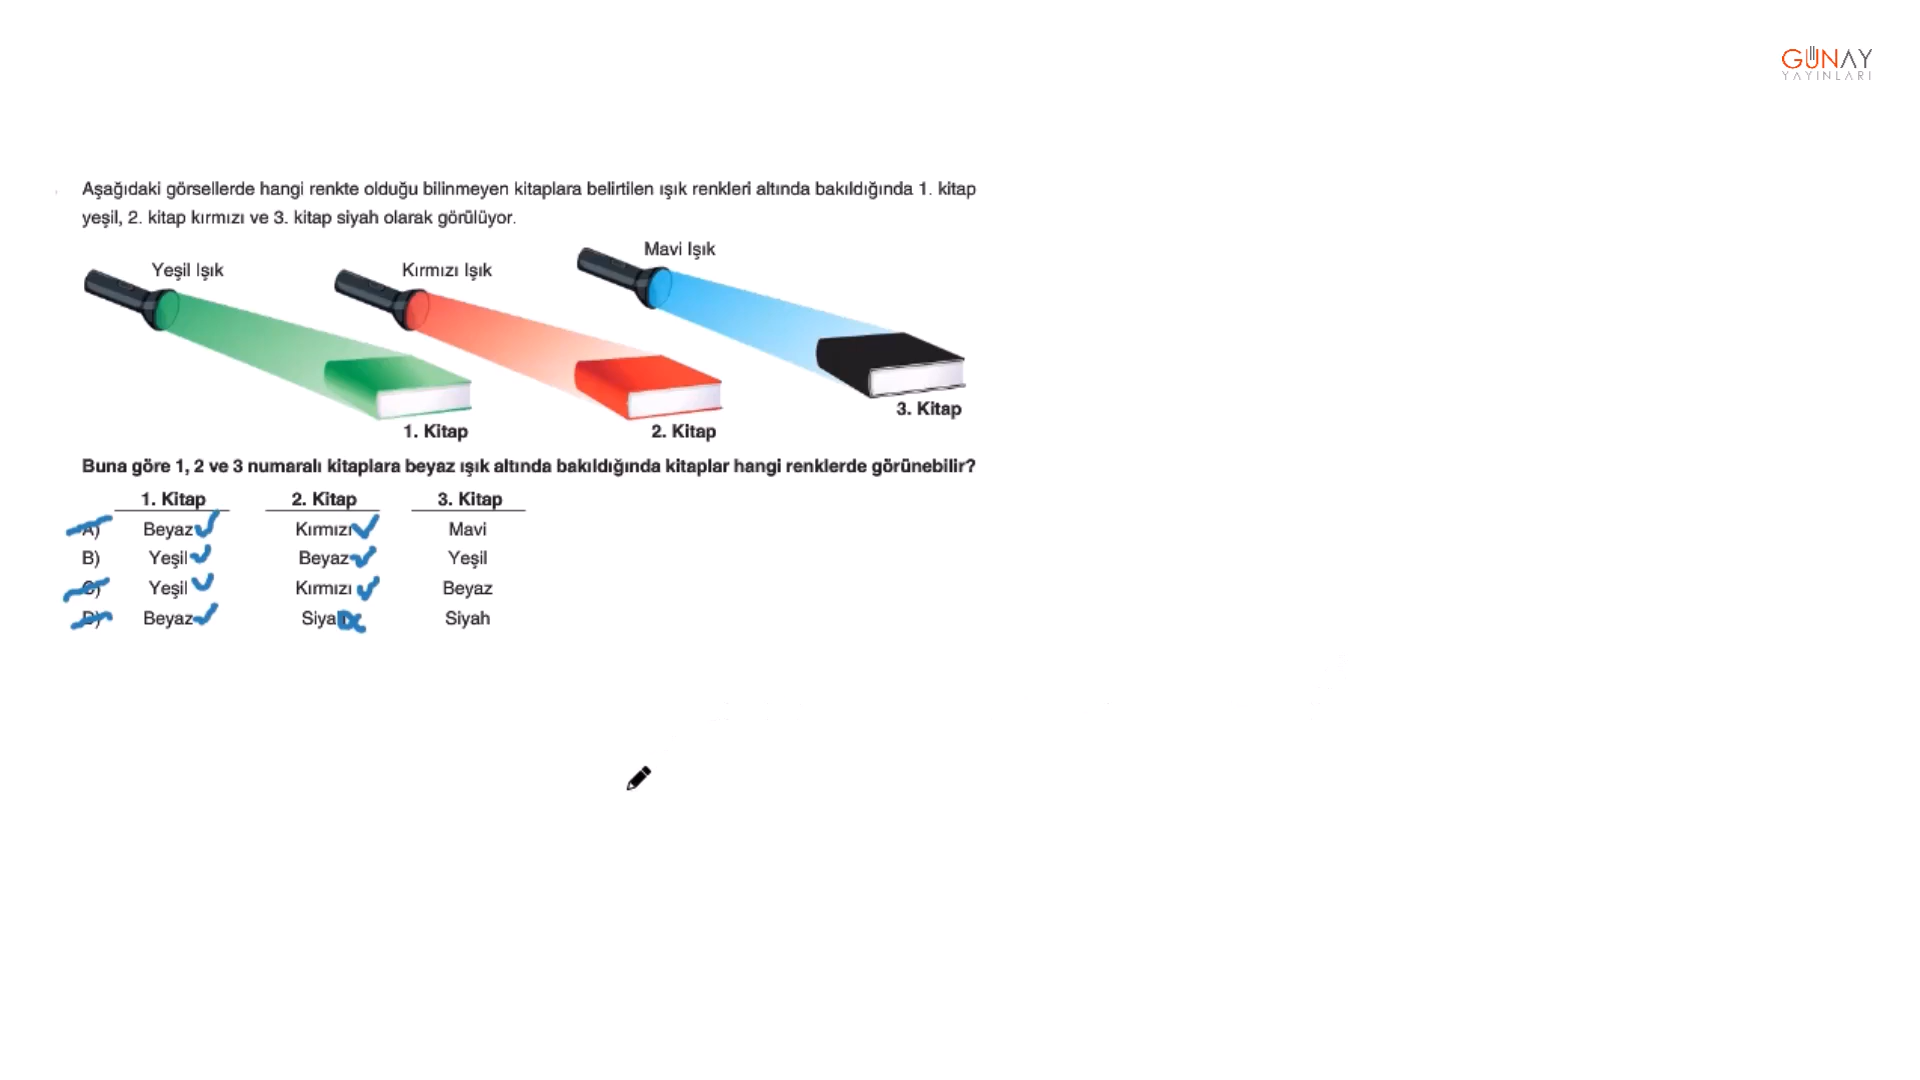 GÜNAY
YAYINLARI
Aşağıdaki görsellerde hangi renkte olduğu bilinmeyen kitaplara belirtilen ışık renkleri altında bakıldığında 1. kitap
yeşil, 2. kitap kırmızı ve 3. kitap siyah olarak görülüyor.
Mavi Işık
Yeşil Işık
Kırmızı Işık
3. Kitap
1. Kitap
2. Kitap
Buna göre 1, 2 ve 3 numaralı kitaplara beyaz ışık altında bakıldığında kitaplar hangi renklerde görünebilir?
1. Kitap 2. Kitap 3. Kitap
A) Beyaz Kırmızı Mavi
B) Yeşil Beyaz Yeşil
C) Yeşil Kırmızı Beyaz
D) Beyaz Siyah Siyah